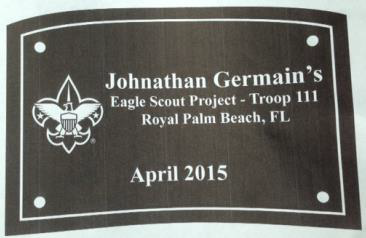 Johnathan Germain's
Eagle Scout Project - Troop 111
Royal Palm Beach, FL
April 2015